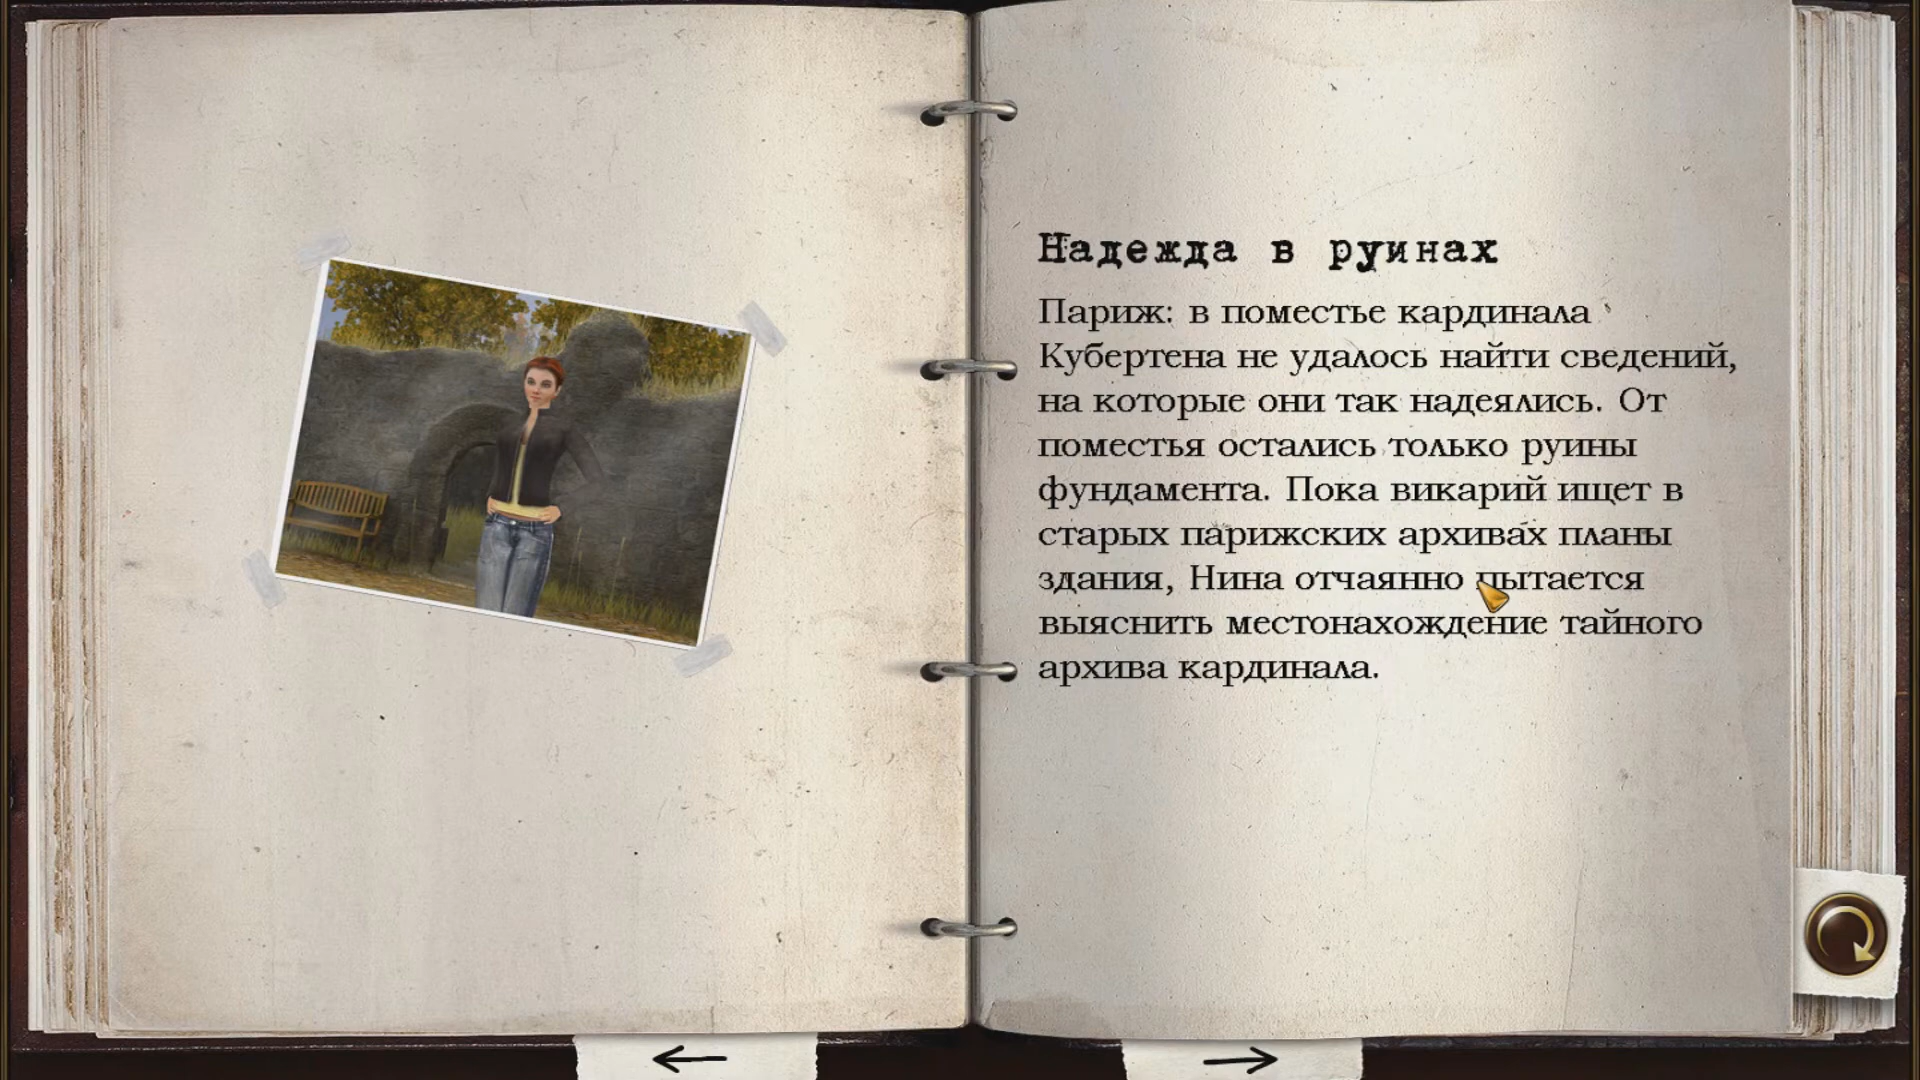 Надежда в руинах
Париж: в поместье кардинала
Кубертена не удалось найти сведений,
на которые они так надеялись. От
поместья остались только руины
фундамента. Пока викарий ищет в
старых парижских архивах планы
здания, Нина отчаянно пытается
выяснить местонахождение тайного
архива кардинала.